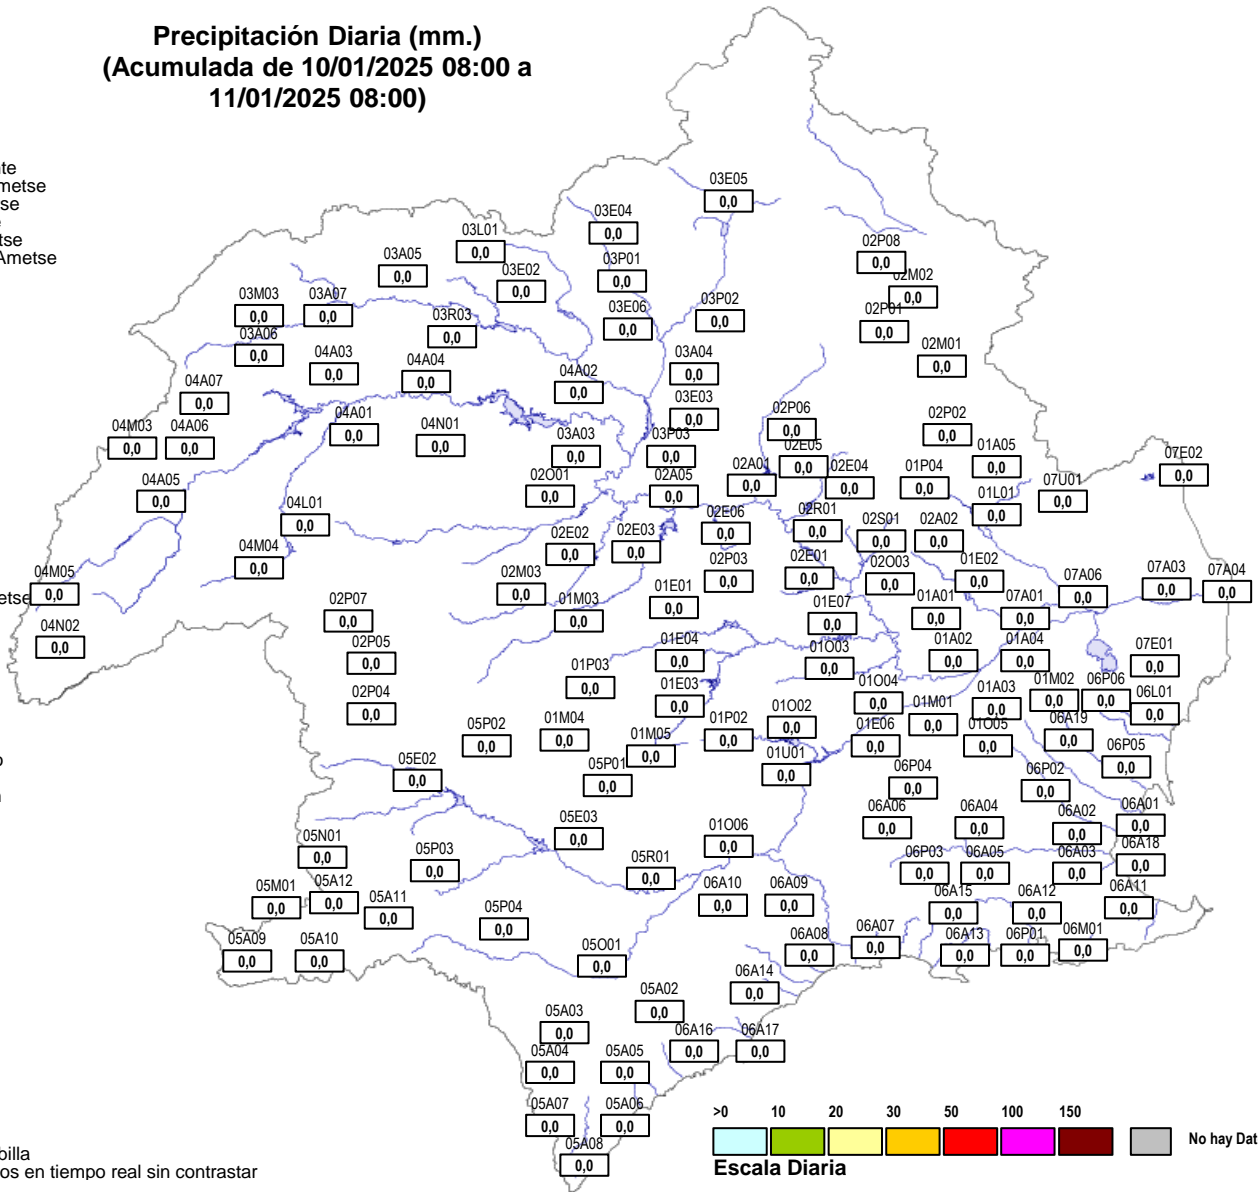 Precipitación Diaria (mm.)
(Acumulada de 10/01/2025 08:00 a
11/01/2025 08:00)
03E05
0,0
03E04
0,0
03L01
0,0
03A05
0,0
03P01
0,0
03E02
0,0
02P08
0,0
02M02
0,0
03M03
0,0
03A07
0,0
03R03
0,0
03E06
0,0
03P02
0,0
02P01
0,0
03A06
0,0
04A03
0,0
04A04
0,0
04A02
0,0
03A04
0,0
02M01
0,0
04A07
0,0
03E03
0,0
04M03
0,0
04A06
0,0
04A01
0,0
04N01
0,0
03A03
0,0
03P03
0,0
02P06
0,0
02P02
0,0
02E05
0,0
01A05
0,0
07E02
0,0
04A05
0,0
02O01
0,0
02A05
0,0
02A01
0,0
02E04
0,0
01P04
0,0
07U01
0,0
01L01
0,0
04L01
0,0
02E06
0,0
02R01
0,0
02S01
0,0
02A02
0,0
04M04
0,0
02E02
0,0
02E03
0,0
02P03
0,0
02E01
0,0
02O03
0,0
01E02
0,0
04M05
0,0
02M03
0,0
01E01
0,0
07A06
0,0
07A03
0,0
07A04
0,0
02P07
0,0
01M03
0,0
01E07
0,0
01A01
0,0
07A01
0,0
04N02
0,0
02P05
0,0
01E04
0,0
01O03
0,0
01A02
0,0
01A04
0,0
07E01
0,0
01P03
0,0
02P04
0,0
01E03
0,0
01O04
0,0
01A03
0,0
01M02
0,0
06P06
0,0
06L01
0,0
05P02
0,0
01M04
0,0
01M05
0,0
01P02
0,0
01O02
0,0
01M01
0,0
01E06
0,0
01O05
0,0
06A19
0,0
06P05
0,0
05E02
0,0
05P01
0,0
01U01
0,0
06P04
0,0
06P02
0,0
05E03
0,0
01O06
0,0
06A06
0,0
06A04
0,0
06A02
0,0
06A01
0,0
05N01
0,0
05P03
0,0
05R01
0,0
06P03
0,0
06A05
0,0
06A03
0,0
06A18
0,0
05M01
0,0
05A12
0,0
05A11
0,0
06A10
0,0
06A09
0,0
06A15
0,0
06A12
0,0
06A11
0,0
05P04
0,0
05A09
0,0
05A10
0,0
05O01
0,0
06A08
0,0
06A07
0,0
06A13
0,0
06P01
0,0
06M01
0,0
06A14
0,0
05A02
0,0
05A03
0,0
06A16
0,0
06A17
0,0
05A04
0,0
05A05
0,0
05A07
0,0
05A06
0,0
05A08
0,0
>0 10 20 30 50 100 150
No hay Dat
Escala Diaria
te
metse
se
tse
Ametse
etse
billa
os en tiempo real sin contrastar